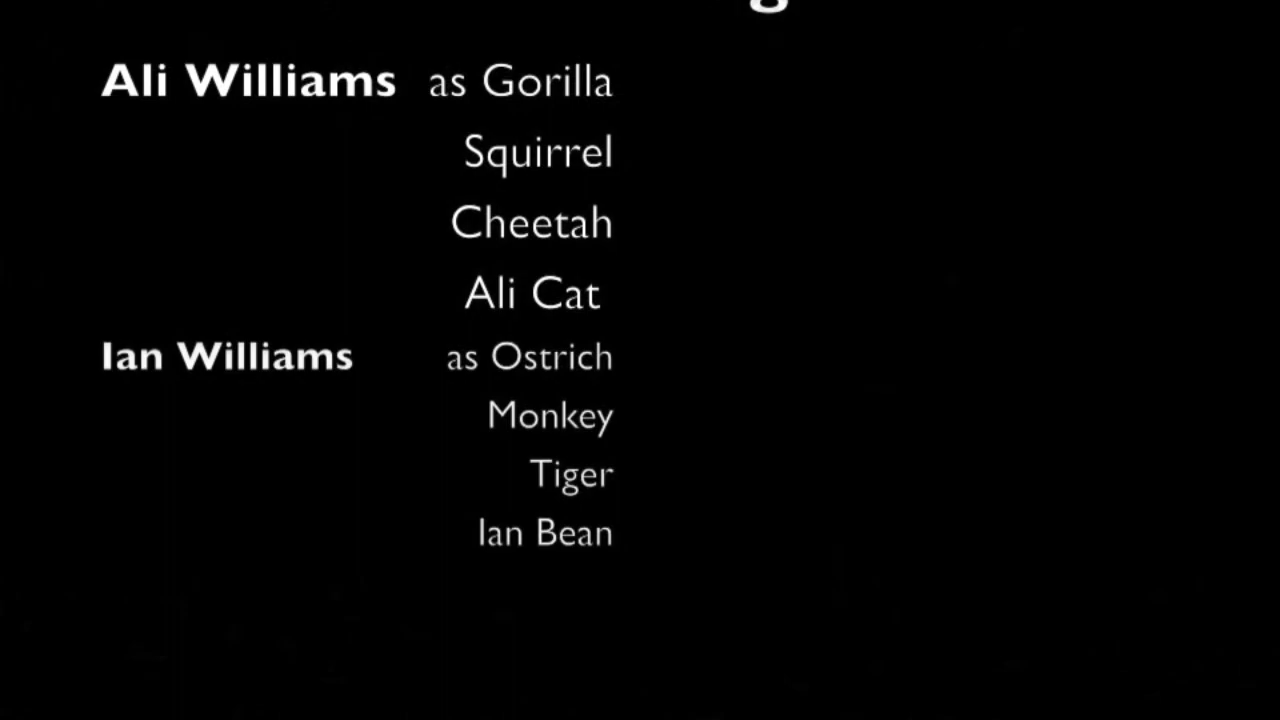 Ali Williams as Gorilla
Squirrel
Cheetah
Ali Cat
Ian Williams as Ostrich
Monkey
Tiger
Ian Bean